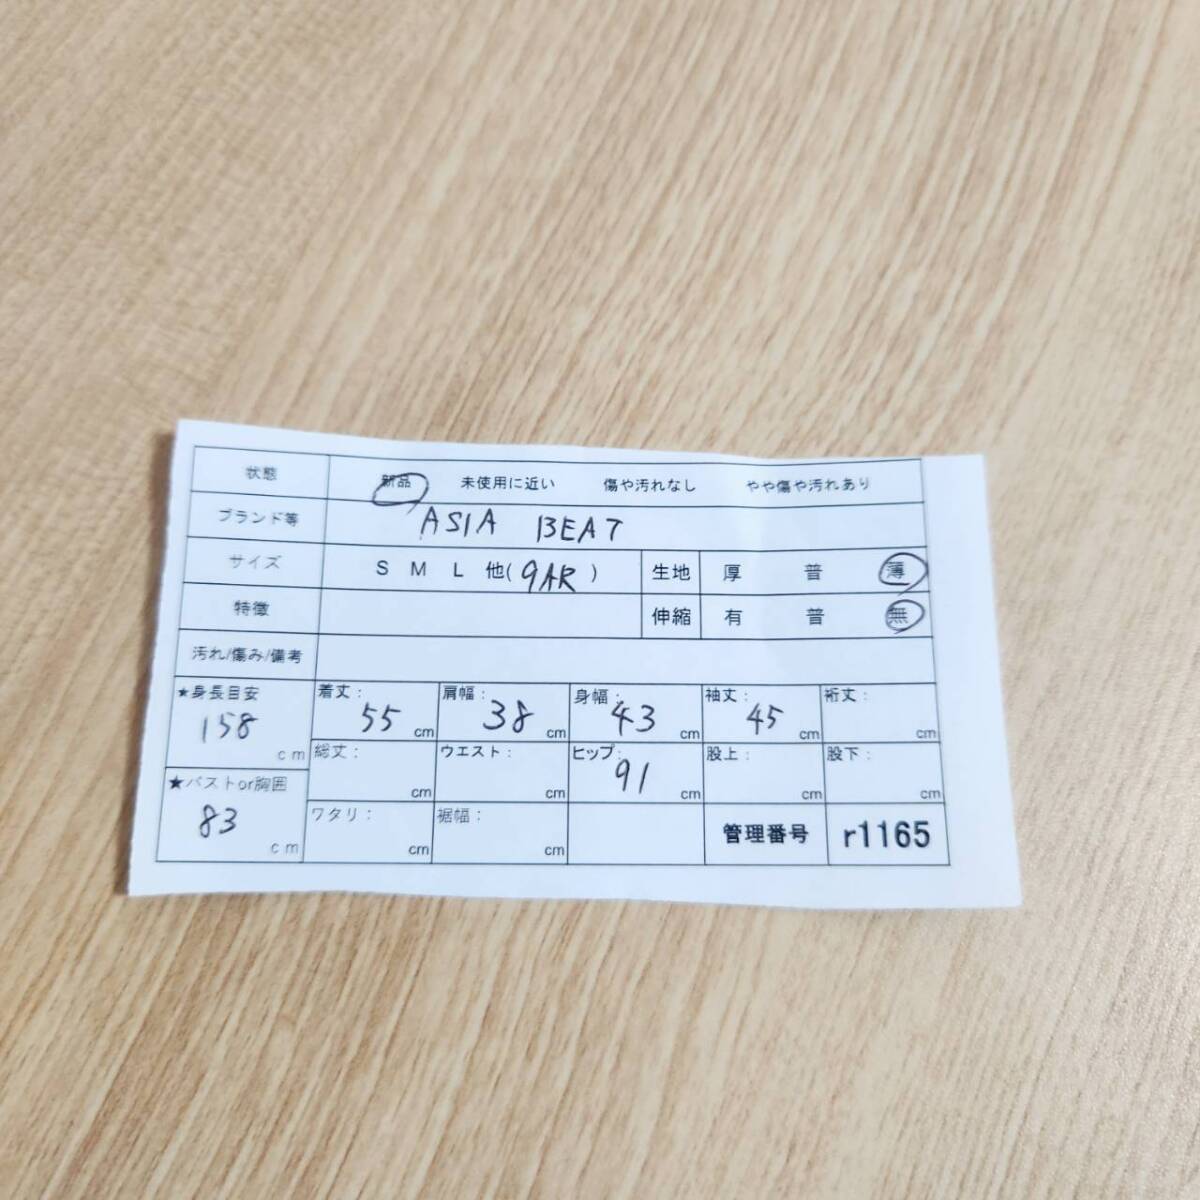 状態 新品 未使用に近い 傷や汚れなし やや傷や汚れあり
ブランド等 ASIA BEAT
サイズ S M L 他(9AR) 生地 厚 普 薄
特徴 伸縮 有 普 無
汚れ/傷み/備考
★身長目安 着丈: 肩幅: 身幅: 袖丈: 裄丈:
158 cm 55 cm 38 cm 43 cm 45 cm cm
総丈: ウエスト: ヒップ: 股上: 股下:
cm cm 91 cm cm cm
★バストor胸囲 ワタリ: 裾幅: 管理番号 r1165
83 cm cm cm